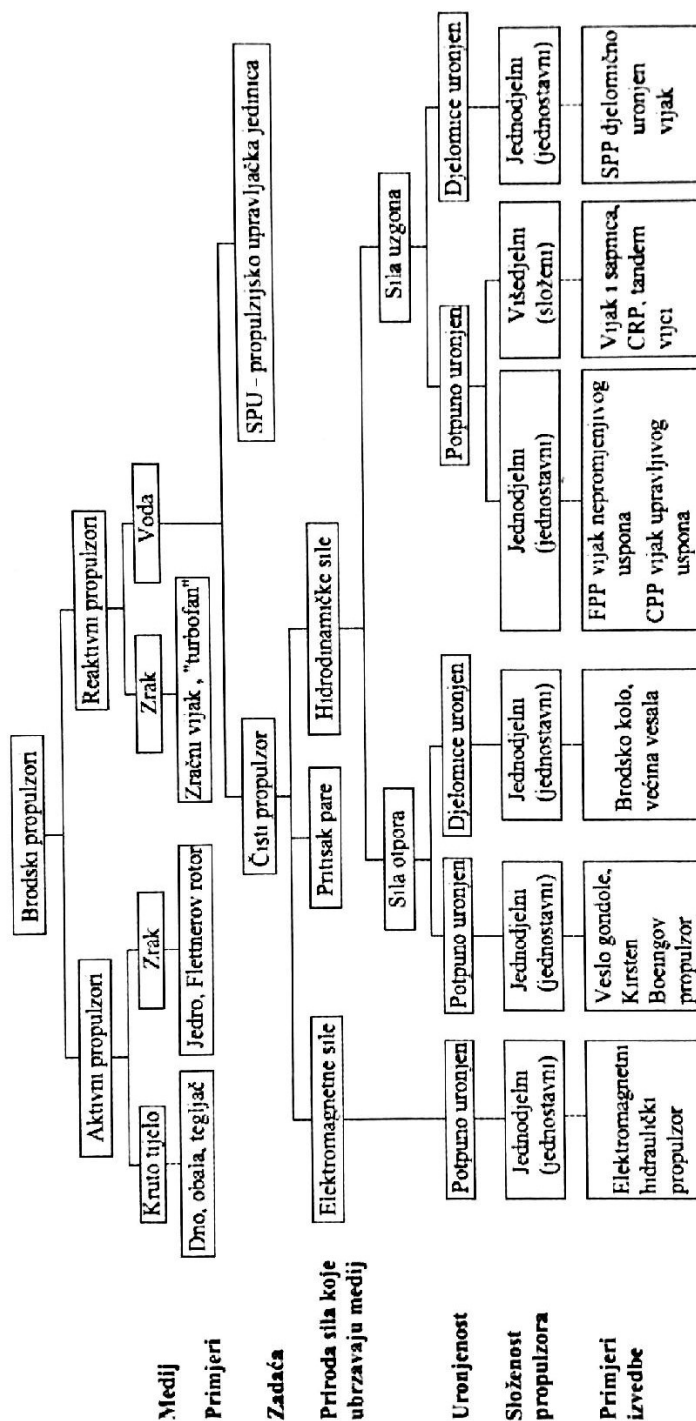 Brodski propulzori
Aktivni propulzori
Reaktivni propulzori
Medij
Kruto tijelo
Zrak
Zrak
Voda
Primjeri
Dno, obala, tegljač
Jedro, Flettnerov rotor
Zračni vijak , "turbofan"
Zadaća
Čisti propulzor
SPU - propulzijsko upravljačka jedinica
Priroda sila koje
ubrzavaju medij
Elektromagnetne sile
Pritisak pare
Hidrodinamičke sile
Sila otpora
Sila uzgona
Uronjenost
Potpuno uronjen
Potpuno uronjen
Djelomice uronjen
Potpuno uronjen
Djelomice uronjen
Složenost
propulzora
Jednodjelni
(jednostavni)
Jednodjelni
(jednostavni)
Jednodjelni
(jednostavni)
Jednodjelni
(jednostavni)
Višedjelni
(složeni)
Jednodjelni
(jednostavni)
Primjeri
izvedbe
Elektromagnetni
hidraulički
propulzor
Veslo gondole,
Kirsten
Boeingov
propulzor
Brodsko kolo,
većina vesala
FPP vijak nepromjenjivog
uspona
CPP vijak upravljivog
uspona
Vijak i sapnica,
CRP, tandem
vijci
SPP djelomično
uronjen
vijak